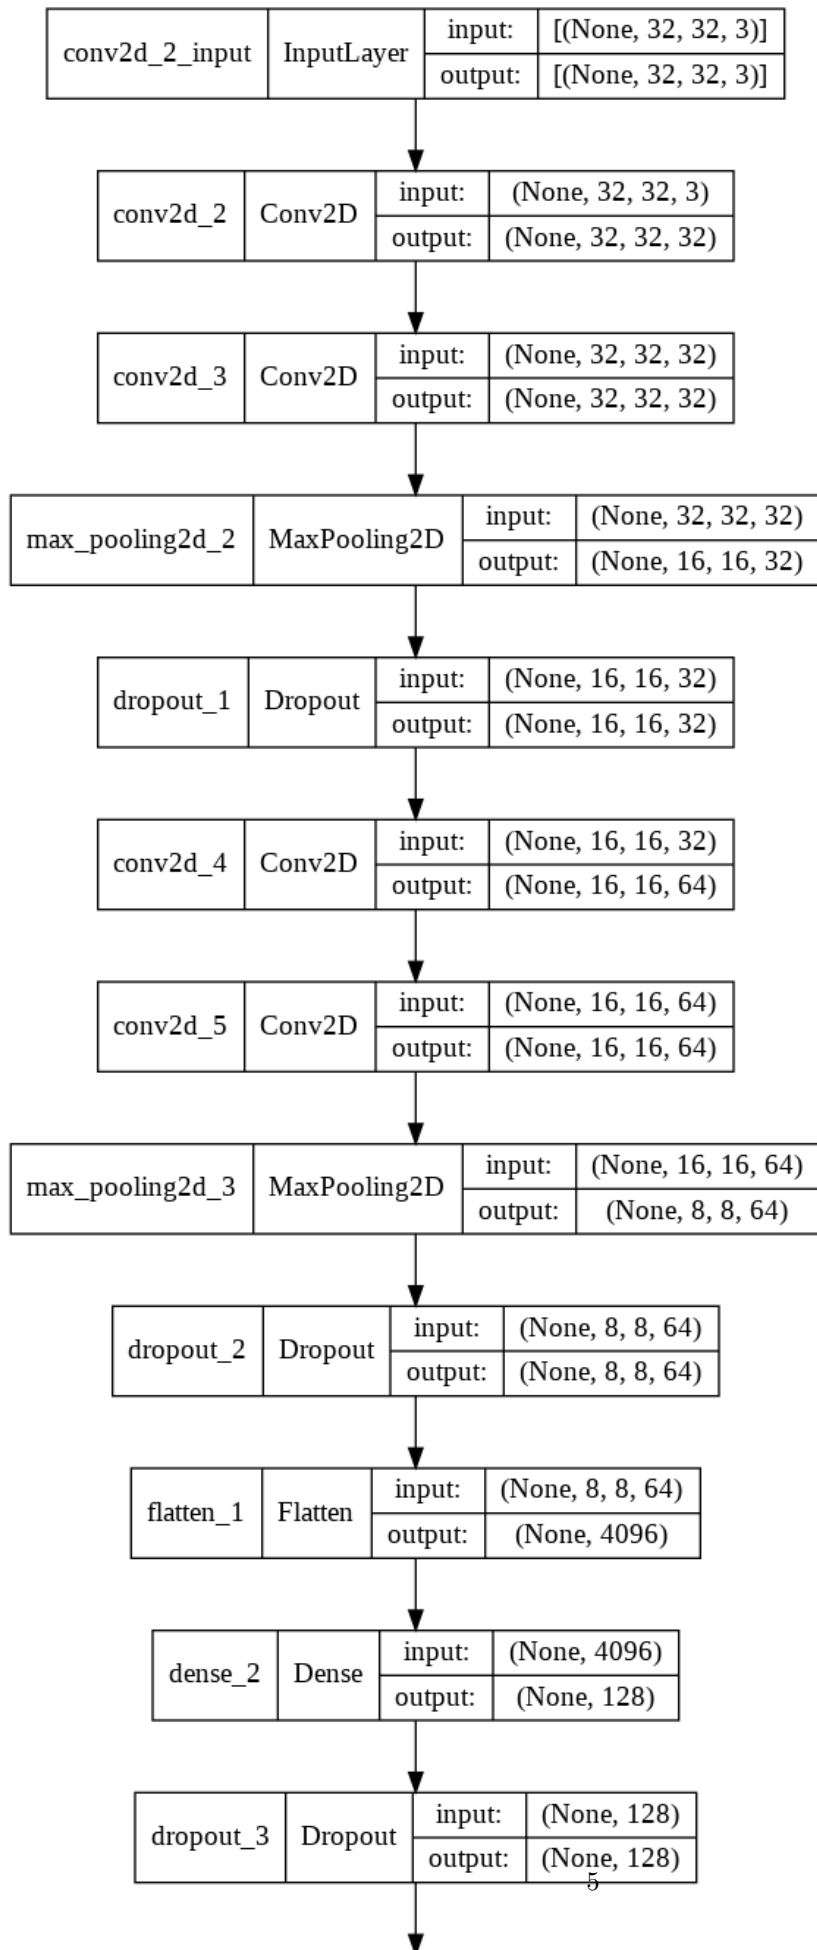 conv2d_2_input InputLayer input: [(None, 32, 32, 3)]
output: [(None, 32, 32, 3)]
conv2d_2 Conv2D input: (None, 32, 32, 3)
output: (None, 32, 32, 32)
conv2d_3 Conv2D input: (None, 32, 32, 32)
output: (None, 32, 32, 32)
max_pooling2d_2 MaxPooling2D input: (None, 32, 32, 32)
output: (None, 16, 16, 32)
dropout_1 Dropout input: (None, 16, 16, 32)
output: (None, 16, 16, 32)
conv2d_4 Conv2D input: (None, 16, 16, 32)
output: (None, 16, 16, 64)
conv2d_5 Conv2D input: (None, 16, 16, 64)
output: (None, 16, 16, 64)
max_pooling2d_3 MaxPooling2D input: (None, 16, 16, 64)
output: (None, 8, 8, 64)
dropout_2 Dropout input: (None, 8, 8, 64)
output: (None, 8, 8, 64)
flatten_1 Flatten input: (None, 8, 8, 64)
output: (None, 4096)
dense_2 Dense input: (None, 4096)
output: (None, 128)
dropout_3 Dropout input: (None, 128)
output: (None, 128)
5